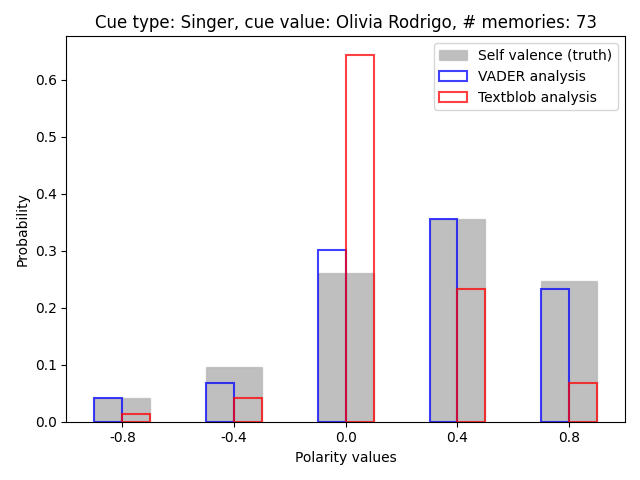 Cue type: Singer, cue value: Olivia Rodrigo, # memories: 73
Self valence (truth)
VADER analysis
Textblob analysis
Probability
0.6
0.5
0.4
0.3
0.2
0.1
0.0
-0.8 -0.4 0.0 0.4 0.8
Polarity values